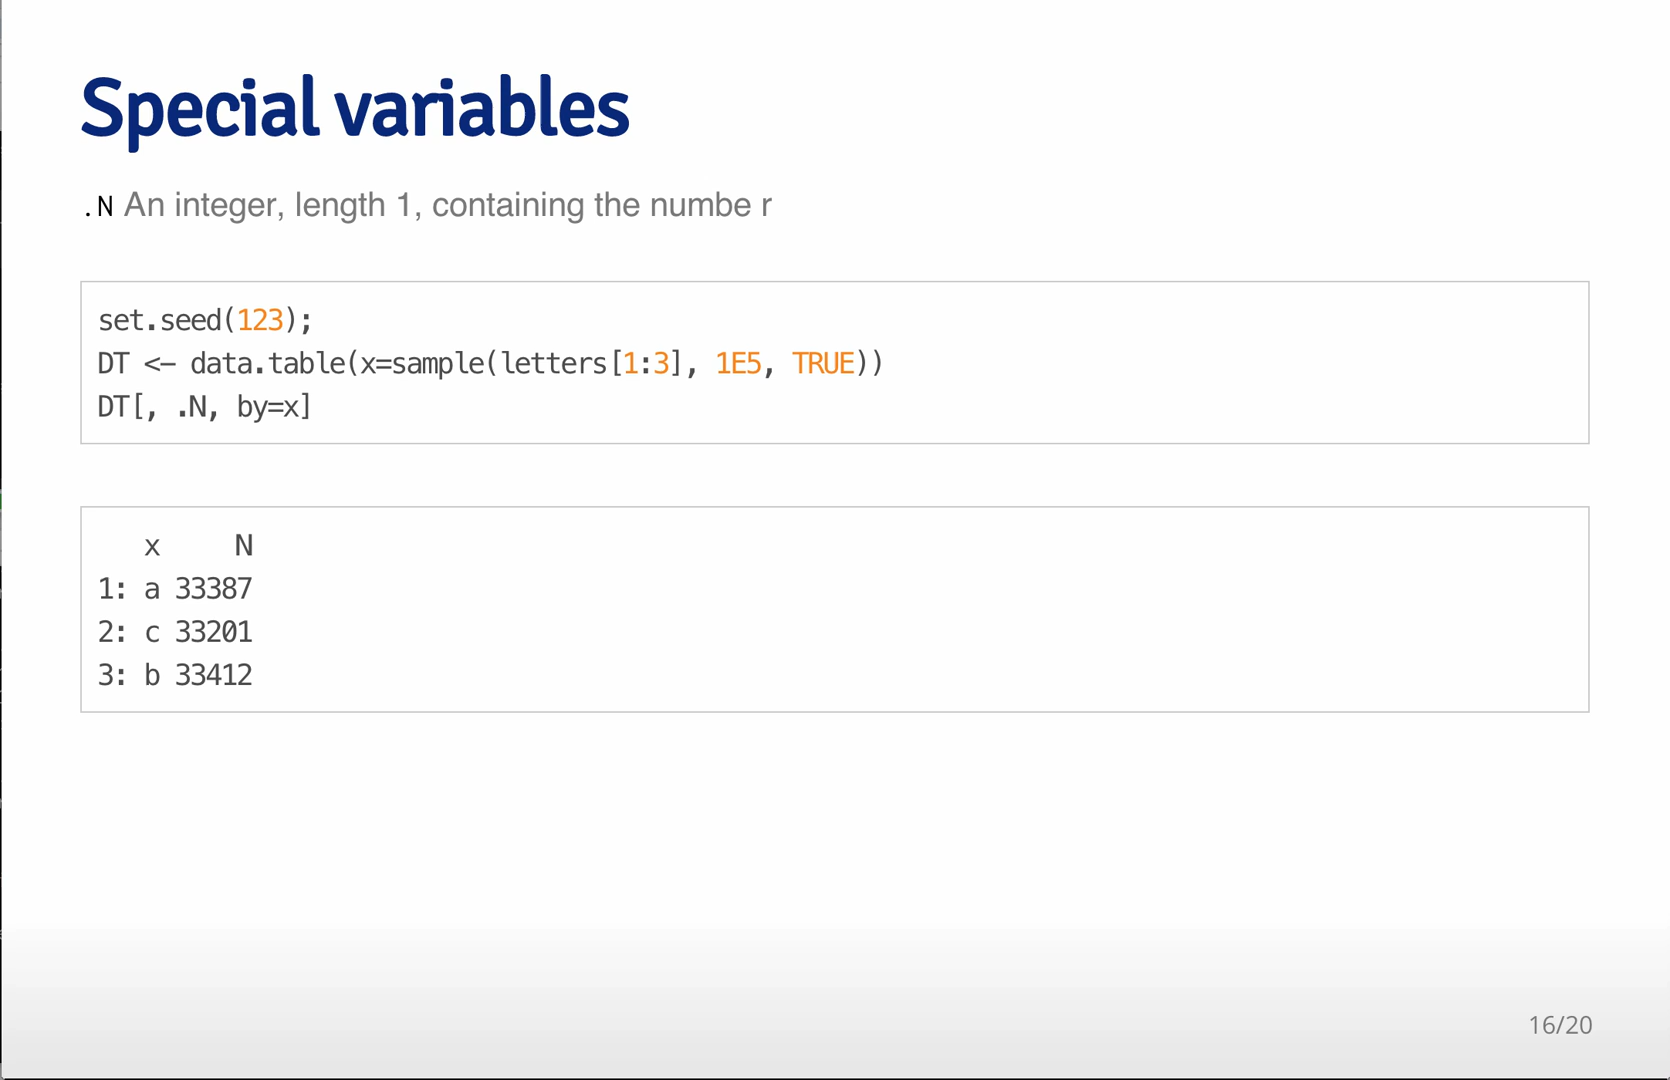 Special variables
.N An integer, length 1, containing the numbe r
set.seed(123);
DT <- data.table(x=sample(letters[1:3], 1E5, TRUE))
DT[, .N, by=x]
   x     N
1: a 33387
2: c 33201
3: b 33412
16/20